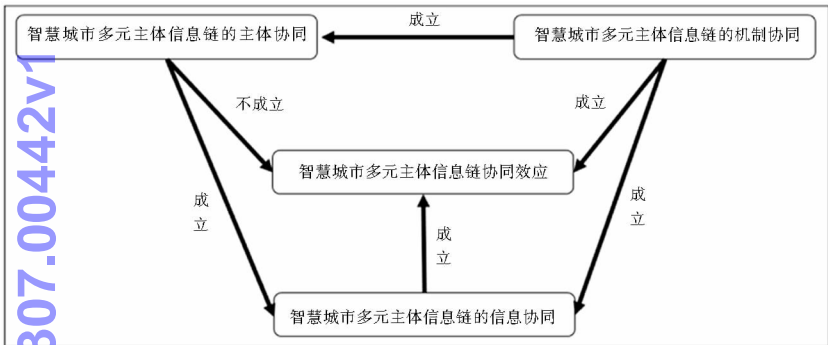 成立
智慧城市多元主体信息链的主体协同
智慧城市多元主体信息链的机制协同
不成立
成立
智慧城市多元主体信息链协同效应
成立
成立
成立
智慧城市多元主体信息链的信息协同
307.00442v1